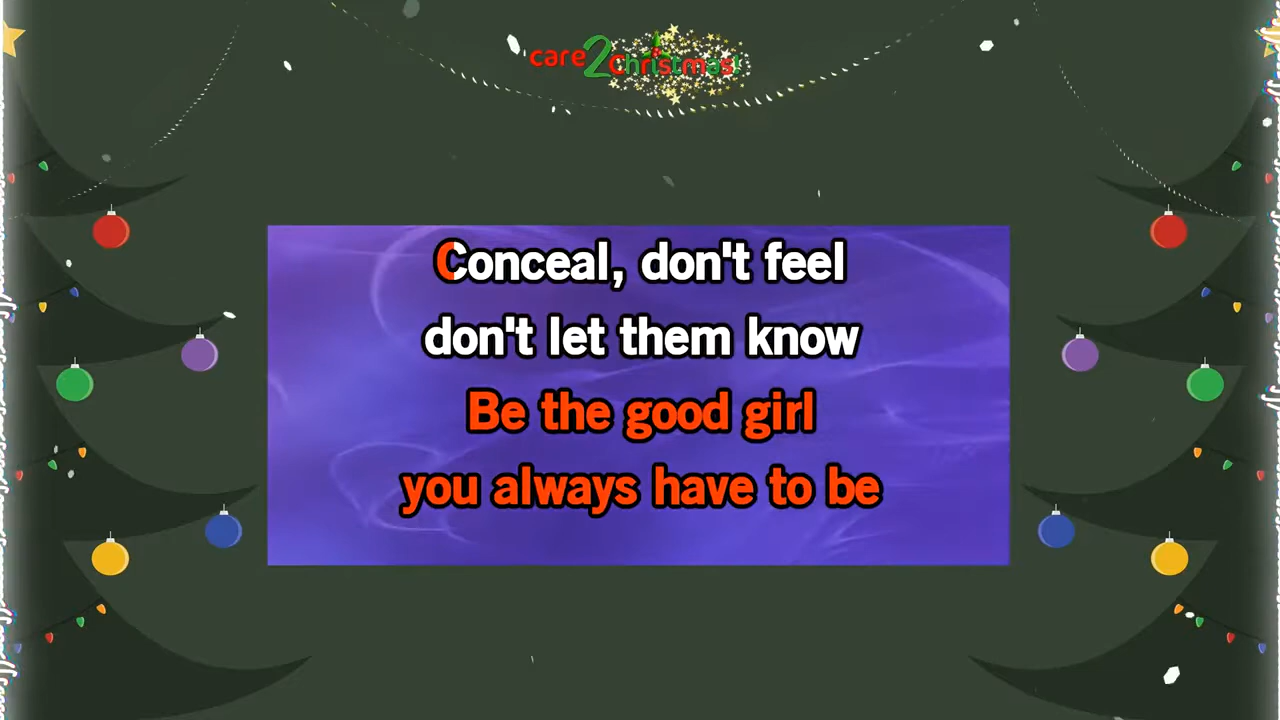 care2Christmas!
Conceal, don't feel
don't let them know
Be the good girl
you always have to be